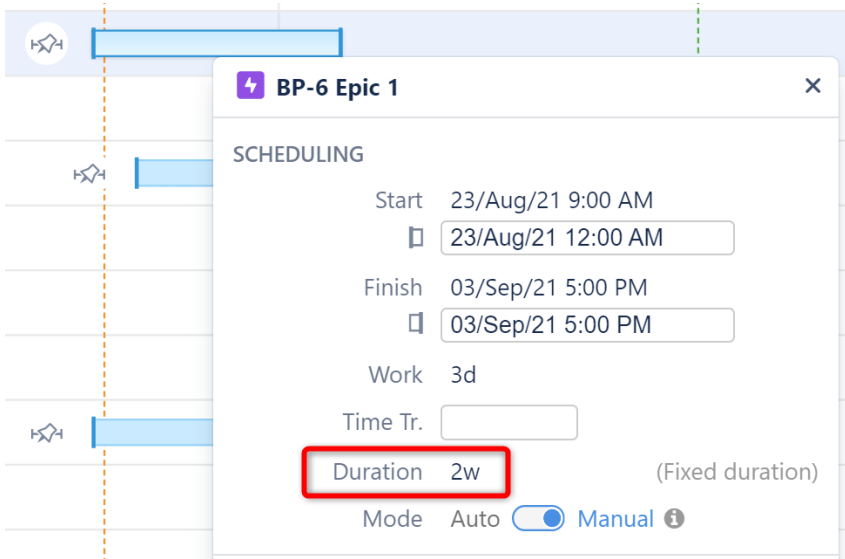 BP-6 Epic 1
SCHEDULING
Start 23/Aug/21 9:00 AM
23/Aug/21 12:00 AM
Finish 03/Sep/21 5:00 PM
03/Sep/21 5:00 PM
Work 3d
Time Tr.
Duration 2w (Fixed duration)
Mode Auto Manual